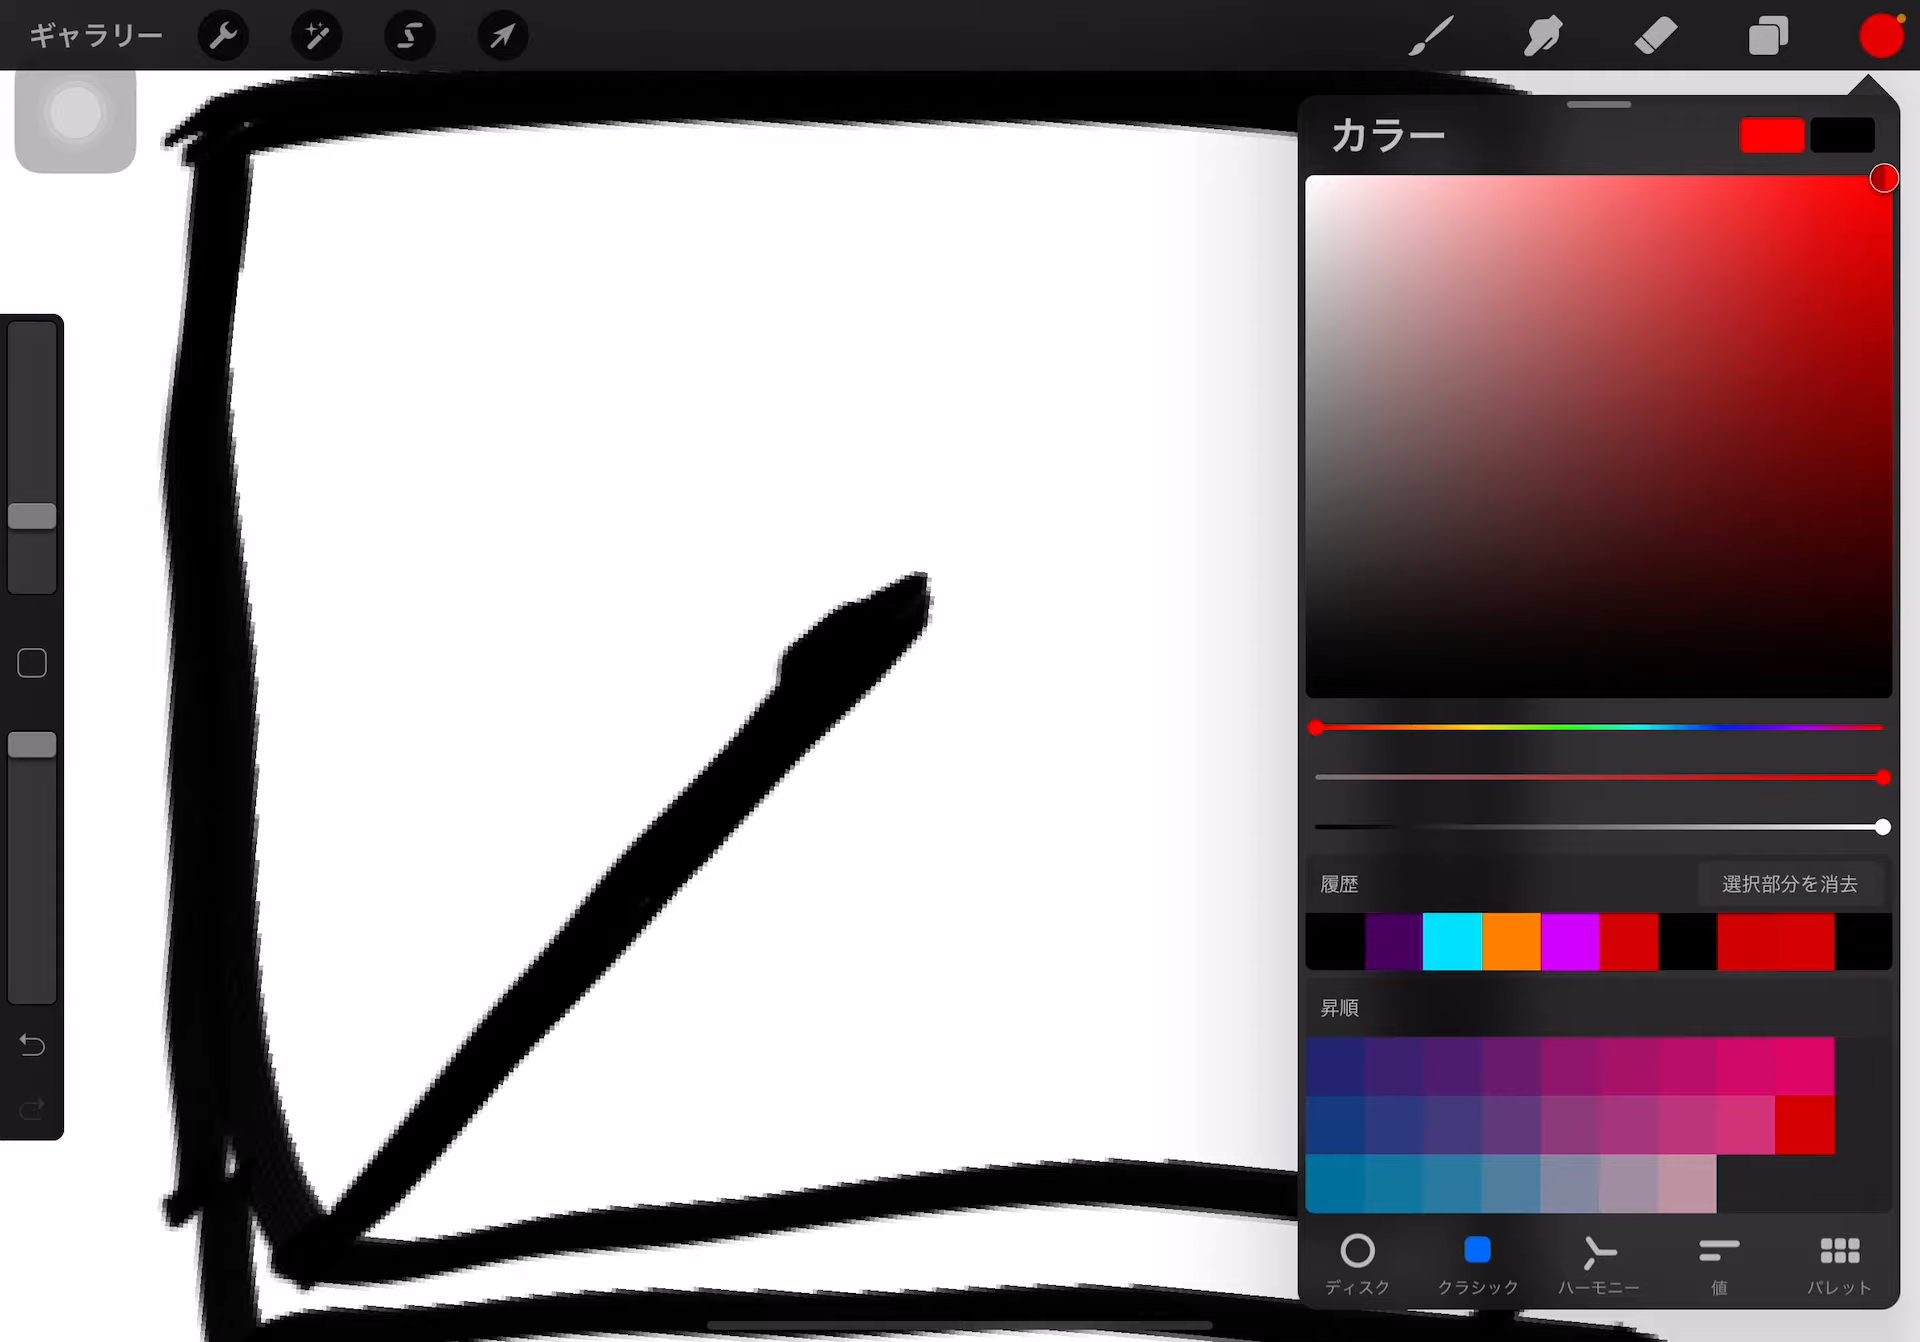 ギャラリー
カラー
履歴
選択部分を消去
昇順
ディスク
クラシック
ハーモニー
値
パレット